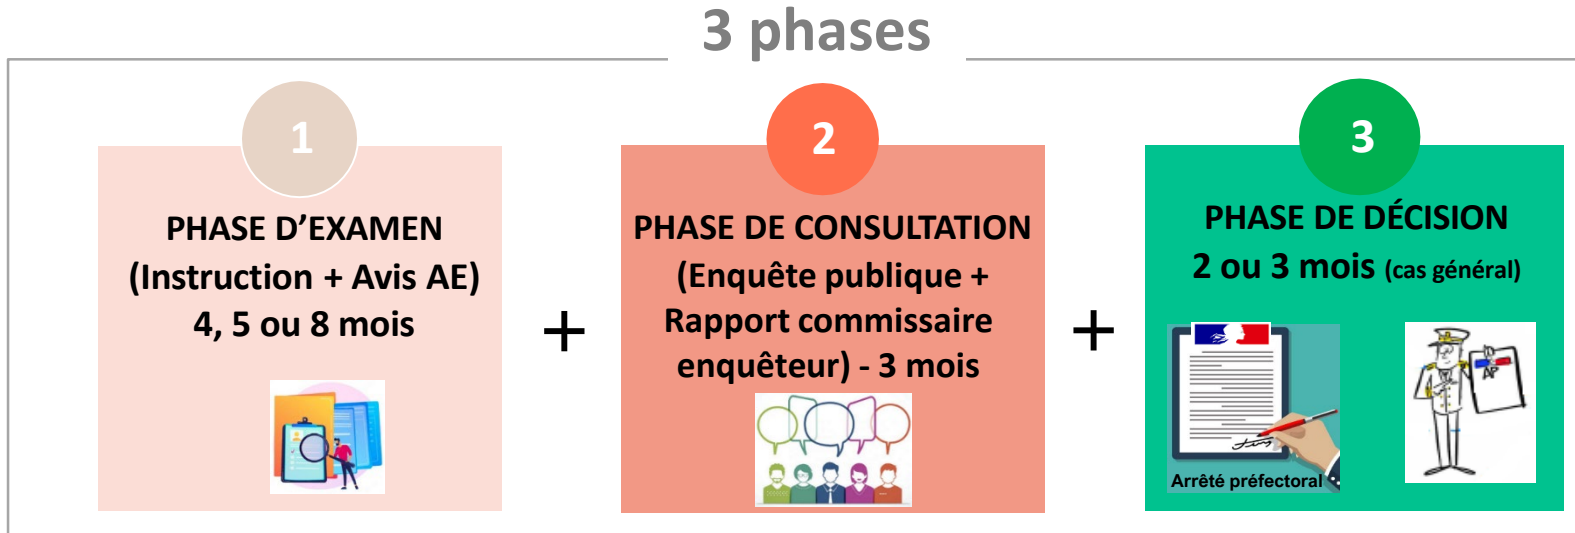 3 phases
1
PHASE D’EXAMEN
(Instruction + Avis AE)
4, 5 ou 8 mois
+
2
PHASE DE CONSULTATION
(Enquête publique +
Rapport commissaire
enquêteur) - 3 mois
+
3
PHASE DE DÉCISION
2 ou 3 mois (cas général)
Arrêté préfectoral
AP